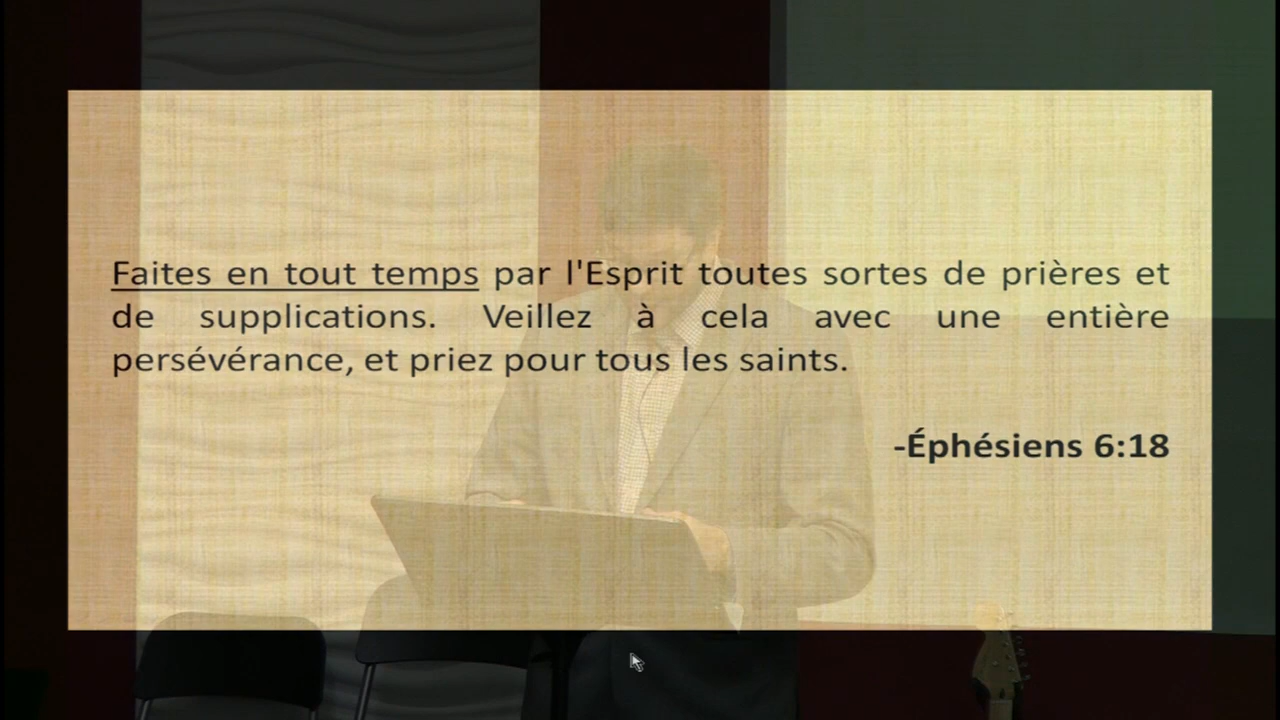 Faites en tout temps par l'Esprit toutes sortes de prières et
de supplications. Veillez à cela avec une entière
persévérance, et priez pour tous les saints.
-Éphésiens 6:18